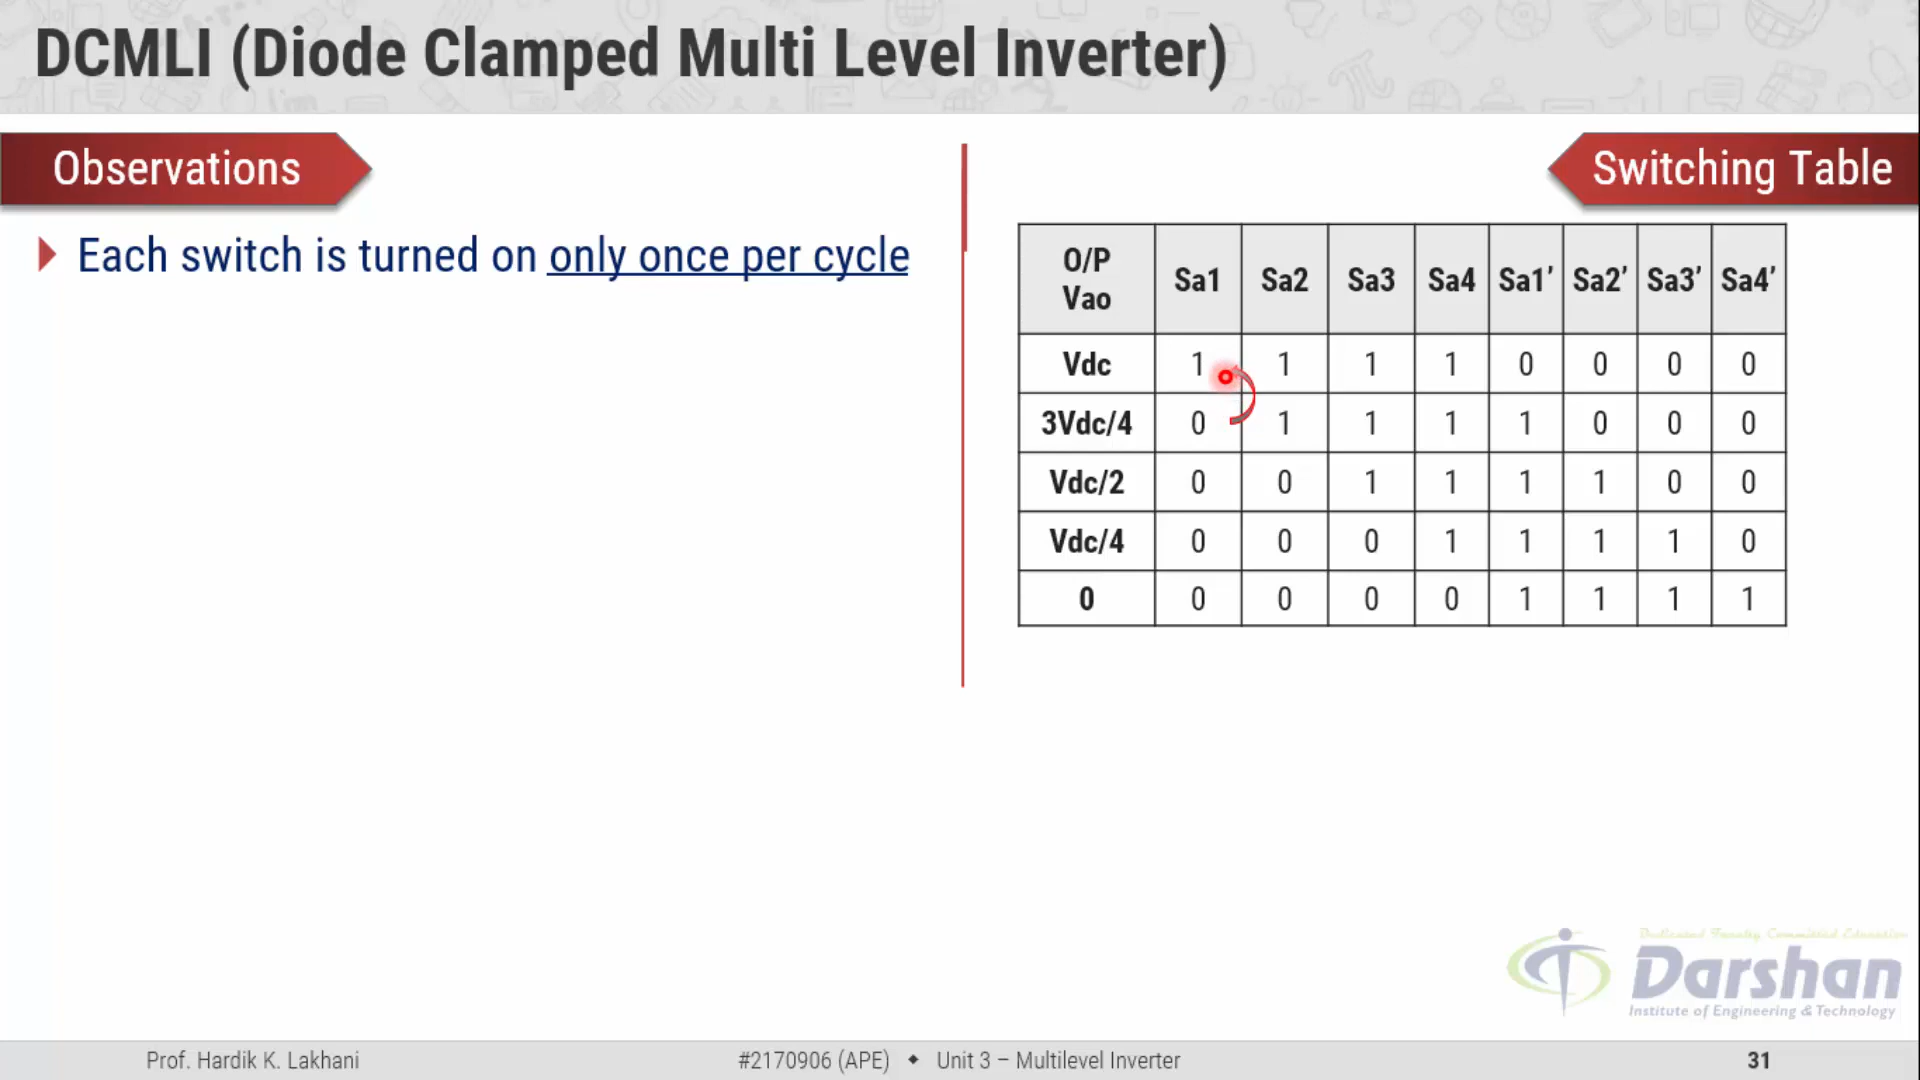 DCMLI (Diode Clamped Multi Level Inverter)
Observations
Each switch is turned on only once per cycle
Switching Table
O/P Vao Sa1 Sa2 Sa3 Sa4 Sa1’ Sa2’ Sa3’ Sa4’
Vdc 1 1 1 1 0 0 0 0
3Vdc/4 0 1 1 1 1 0 0 0
Vdc/2 0 0 1 1 1 1 0 0
Vdc/4 0 0 0 1 1 1 1 0
0 0 0 0 0 1 1 1 1
Dedicated Faculty Committed Education
Darshan
Institute of Engineering & Technology
Prof. Hardik K. Lakhani
#2170906 (APE) ◆ Unit 3 – Multilevel Inverter
31